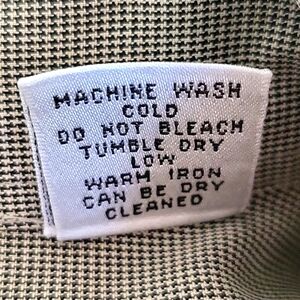 MACHINE WASH
COLD
DO NOT BLEACH
TUMBLE DRY
LOW
WARM IRON
CAN BE DRY
CLEANED